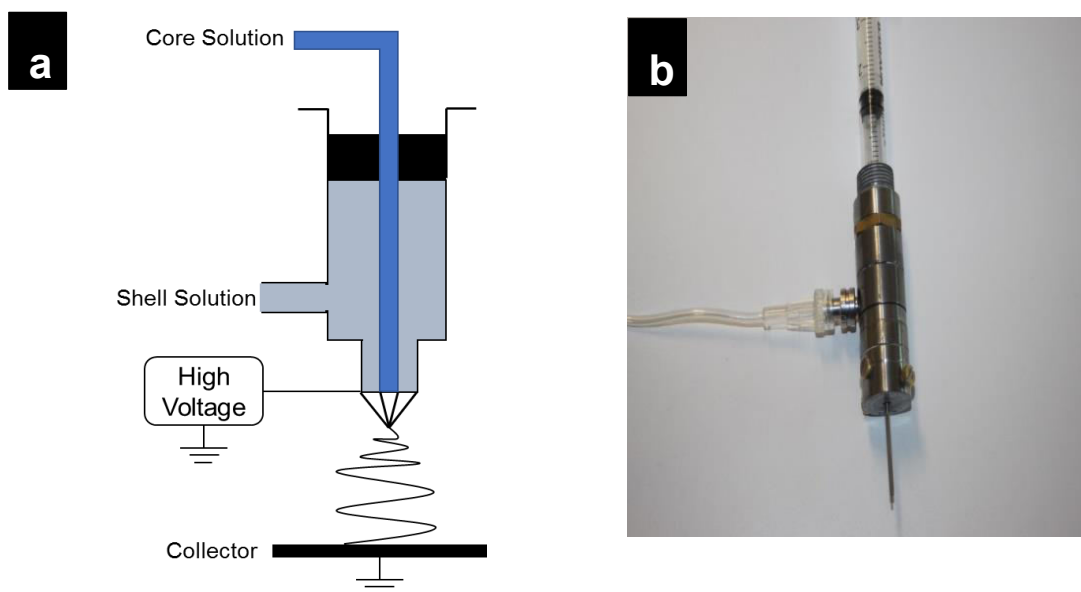 a
Core Solution
Shell Solution
High
Voltage
Collector
b